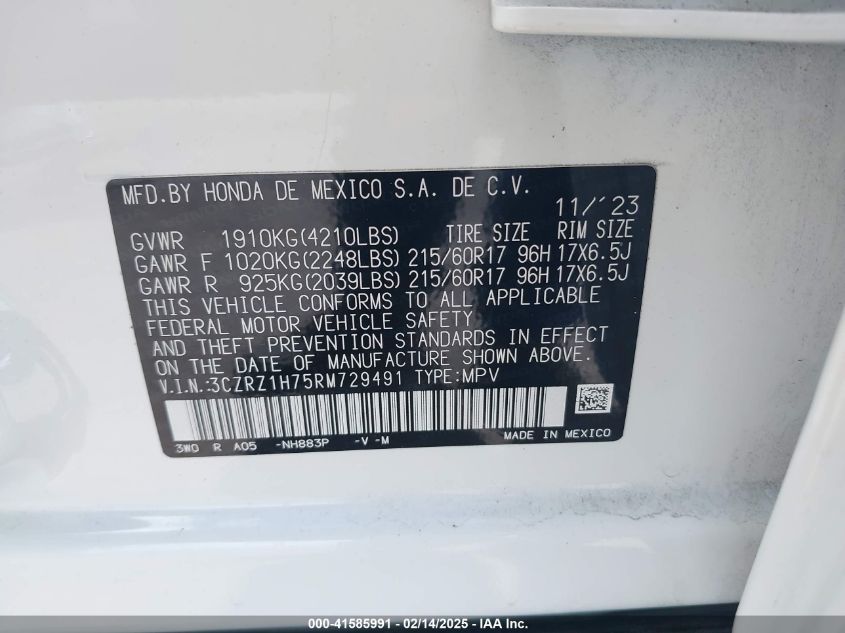 MFD.BY HONDA DE MEXICO S.A. DE C.V.
11/'23
GVWR 1910KG(4210LBS) TIRE SIZE RIM SIZE
GAWR F 1020KG(2248LBS) 215/60R17 96H 17X6.5J
GAWR R 925KG(2039LBS) 215/60R17 96H 17X6.5J
THIS VEHICLE CONFORMS TO ALL APPLICABLE
FEDERAL MOTOR VEHICLE SAFETY
AND THEFT PREVENTION STANDARDS IN EFFECT
ON THE DATE OF MANUFACTURE SHOWN ABOVE.
V.I.N.:3CZRZ1H75RM729491 TYPE:MPV
3W0 R A05 -NH883P -V -M MADE IN MEXICO
000-41585991 - 02/14/2025 - IAA Inc.